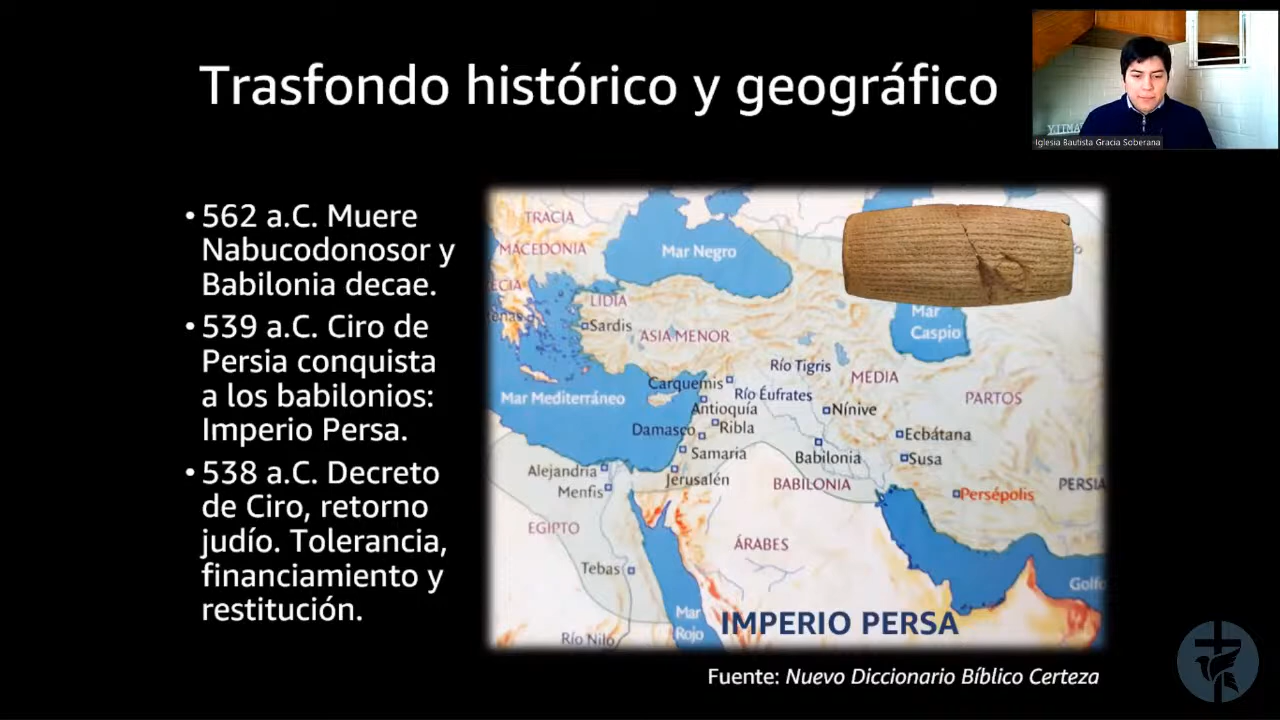 Trasfondo histórico y geográfico
Iglesia Bautista Gracia Soberana
• 562 a.C. Muere
Nabucodonosor y
Babilonia decae.
• 539 a.C. Ciro de
Persia conquista
a los babilonios:
Imperio Persa.
• 538 a.C. Decreto
de Ciro, retorno
judío. Tolerancia,
financiamiento y
restitución.
TRACIA
MACEDONIA
Mar Negro
ECIA
LIDIA
Sardis
ASIA MENOR
Mar
Caspio
Río Tigris
MEDIA
Carquemis
Río Éufrates
PARTOS
Mar Mediterráneo
Antioquía
Nínive
Damasco
Ribla
Ecbátana
Samaria
Babilonia
Susa
Alejandria
Jerusalén
BABILONIA
PERSIA
Menfis
Persépolis
EGIPTO
ÁRABES
Tebas
Golfo
Mar
Rojo
IMPERIO PERSA
Río Nilo
Fuente: Nuevo Diccionario Bíblico Certeza